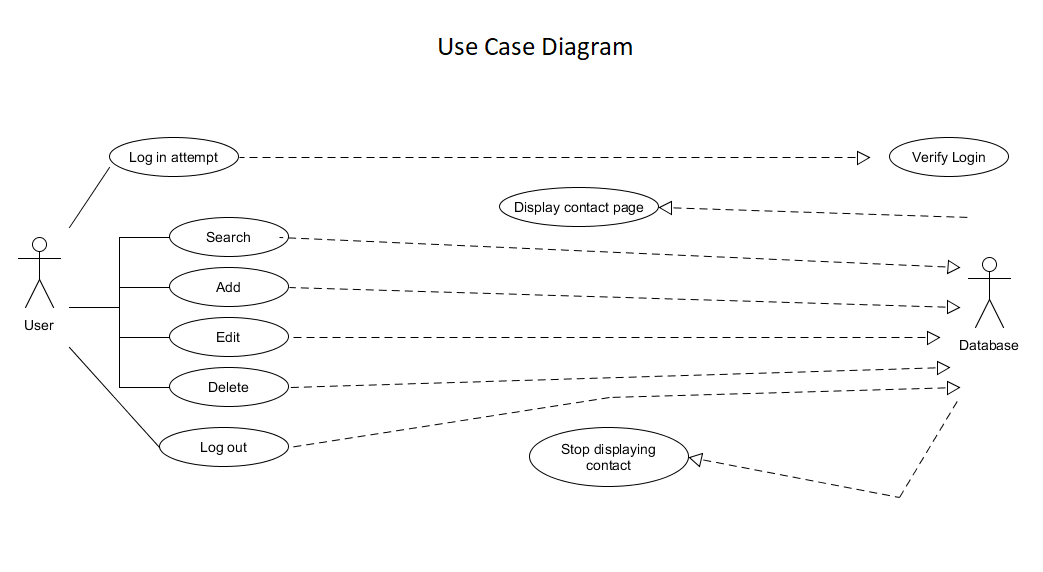 Use Case Diagram
Log in attempt
Verify Login
Display contact page
Search
Add
User
Edit
Database
Delete
Log out
Stop displaying
contact